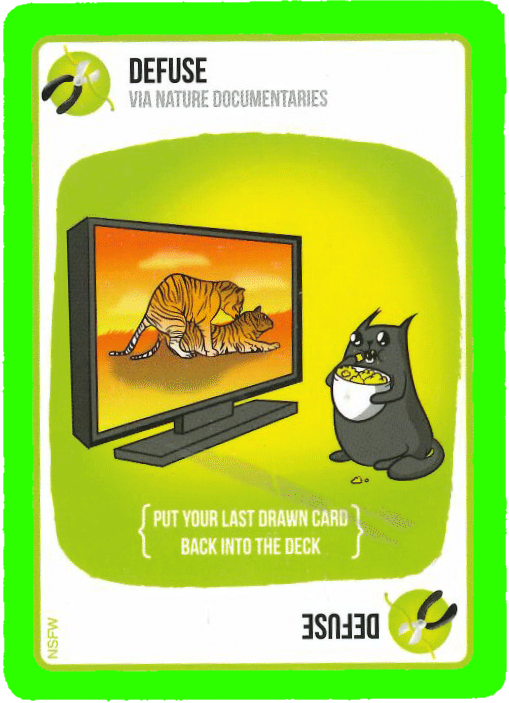 DEFUSE
VIA NATURE DOCUMENTARIES
{ PUT YOUR LAST DRAWN CARD
BACK INTO THE DECK }
DEFUSE
NSFW